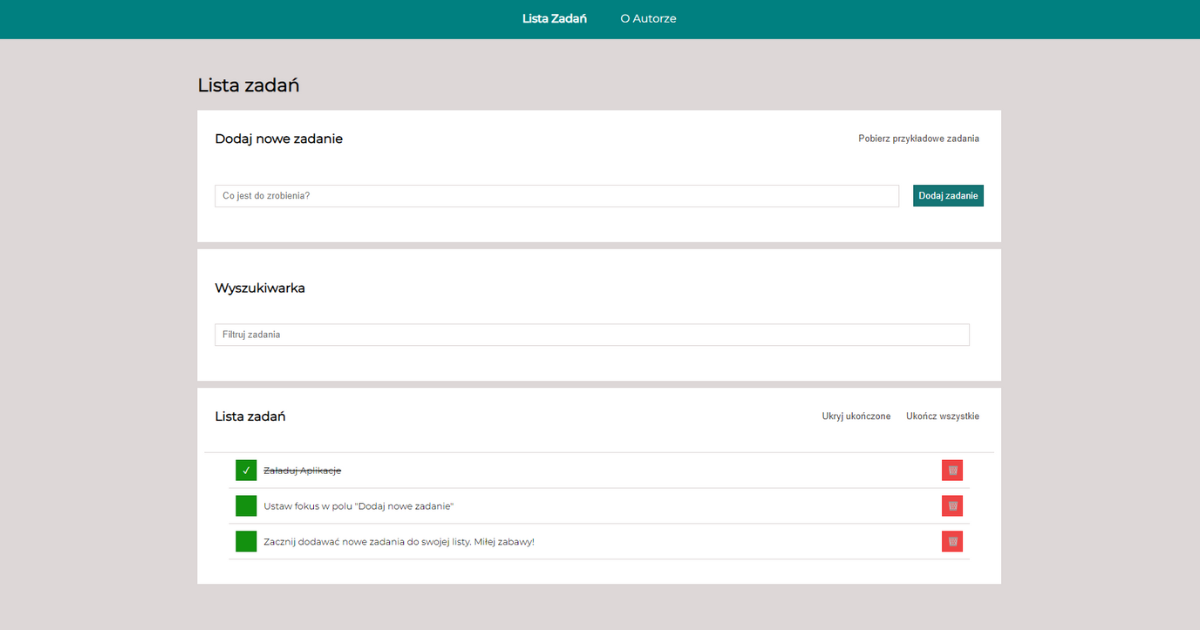 Lista Zadań O Autorze
Lista zadań
Dodaj nowe zadanie Pobierz przykładowe zadania
Co jest do zrobienia? Dodaj zadanie
Wyszukiwarka
Filtruj zadania
Lista zadań Ukryj ukończone Ukończ wszystkie
✓ Załaduj Aplikacje
Ustaw fokus w polu "Dodaj nowe zadanie"
Zacznij dodawać nowe zadania do swojej listy. Miłej zabawy!